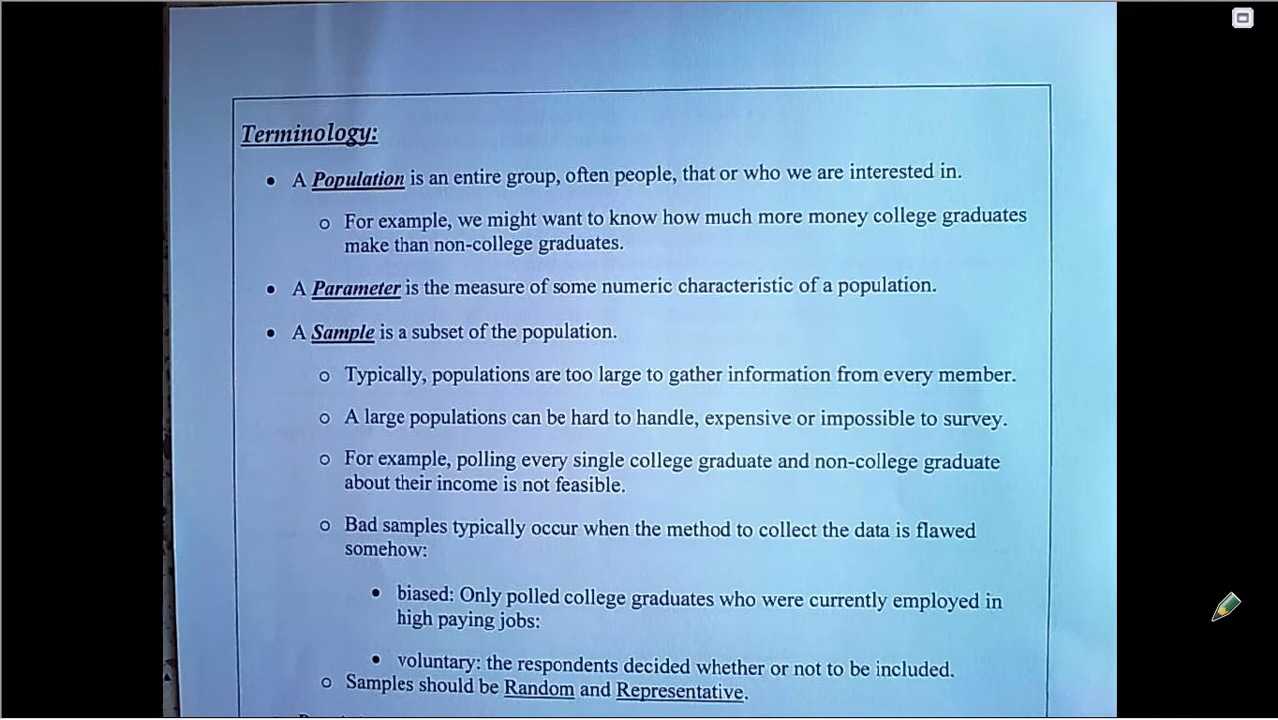 Terminology:
• A Population is an entire group, often people, that or who we are interested in.
o For example, we might want to know how much more money college graduates
make than non-college graduates.
• A Parameter is the measure of some numeric characteristic of a population.
• A Sample is a subset of the population.
o Typically, populations are too large to gather information from every member.
o A large populations can be hard to handle, expensive or impossible to survey.
o For example, polling every single college graduate and non-college graduate
about their income is not feasible.
o Bad samples typically occur when the method to collect the data is flawed
somehow:
• biased: Only polled college graduates who were currently employed in
high paying jobs:
• voluntary: the respondents decided whether or not to be included.
o Samples should be Random and Representative.